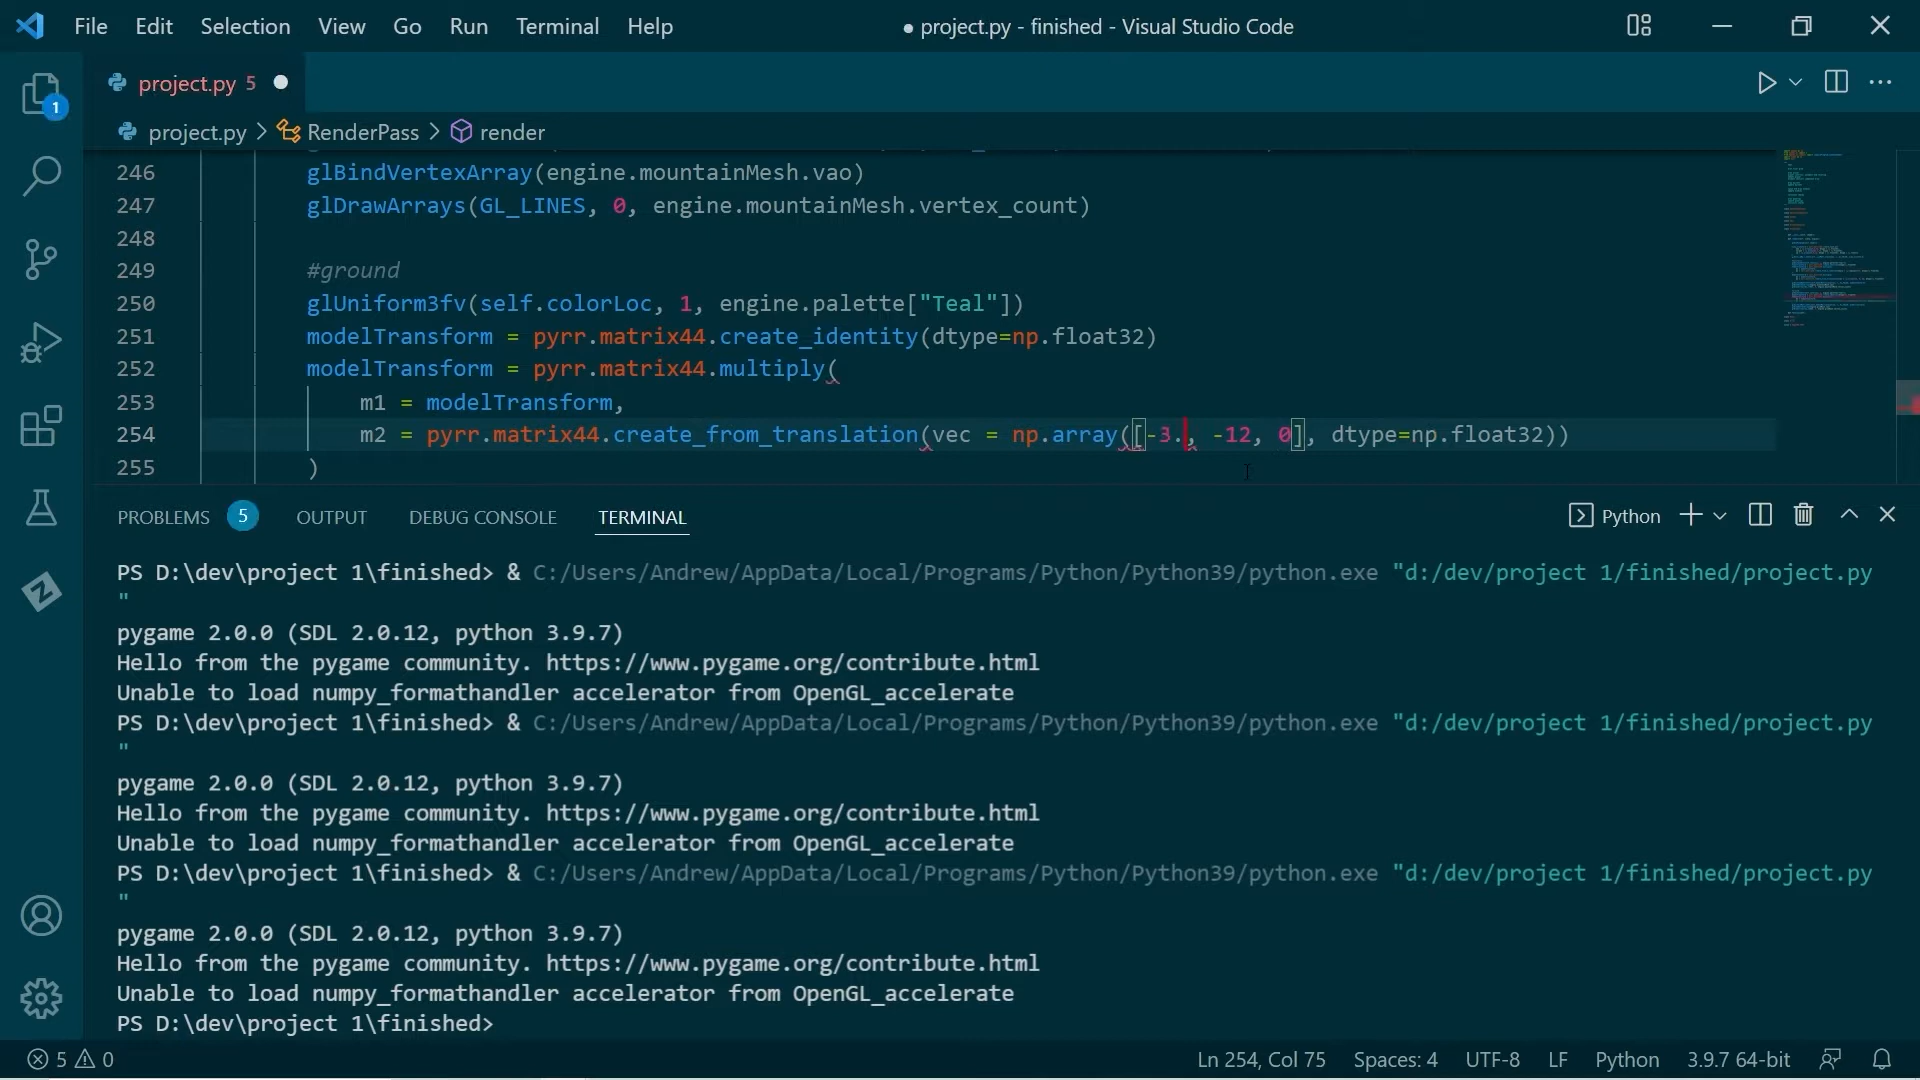 File Edit Selection View Go Run Terminal Help
● project.py - finished - Visual Studio Code
1
project.py 5 ●
project.py > RenderPass > render
246 glBindVertexArray(engine.mountainMesh.vao)
247 glDrawArrays(GL_LINES, 0, engine.mountainMesh.vertex_count)
248
249 #ground
250 glUniform3fv(self.colorLoc, 1, engine.palette["Teal"])
251 modelTransform = pyrr.matrix44.create_identity(dtype=np.float32)
252 modelTransform = pyrr.matrix44.multiply(
253 m1 = modelTransform,
254 m2 = pyrr.matrix44.create_from_translation(vec = np.array([-3., -12, 0], dtype=np.float32))
255 )
PROBLEMS 5 OUTPUT DEBUG CONSOLE TERMINAL Python
PS D:\dev\project 1\finished> & C:/Users/Andrew/AppData/Local/Programs/Python/Python39/python.exe "d:/dev/project 1/finished/project.py
"
pygame 2.0.0 (SDL 2.0.12, python 3.9.7)
Hello from the pygame community. https://www.pygame.org/contribute.html
Unable to load numpy_formathandler accelerator from OpenGL_accelerate
PS D:\dev\project 1\finished> & C:/Users/Andrew/AppData/Local/Programs/Python/Python39/python.exe "d:/dev/project 1/finished/project.py
"
pygame 2.0.0 (SDL 2.0.12, python 3.9.7)
Hello from the pygame community. https://www.pygame.org/contribute.html
Unable to load numpy_formathandler accelerator from OpenGL_accelerate
PS D:\dev\project 1\finished> & C:/Users/Andrew/AppData/Local/Programs/Python/Python39/python.exe "d:/dev/project 1/finished/project.py
"
pygame 2.0.0 (SDL 2.0.12, python 3.9.7)
Hello from the pygame community. https://www.pygame.org/contribute.html
Unable to load numpy_formathandler accelerator from OpenGL_accelerate
PS D:\dev\project 1\finished>
5 0 Ln 254, Col 75 Spaces: 4 UTF-8 LF Python 3.9.7 64-bit